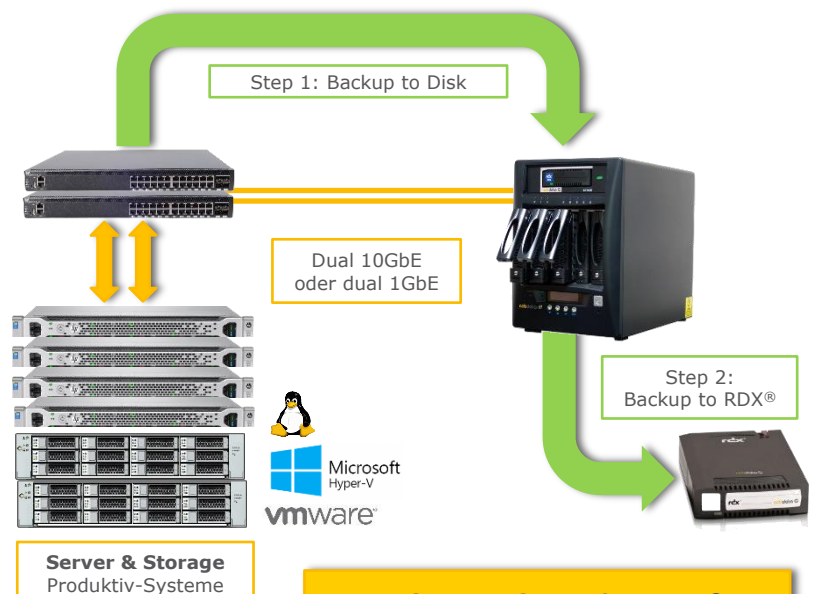 Step 1: Backup to Disk
Dual 10GbE
oder dual 1GbE
Step 2:
Backup to RDX®
rdx
rdx
Microsoft
Hyper-V
vmware
Server & Storage
Produktiv-Systeme